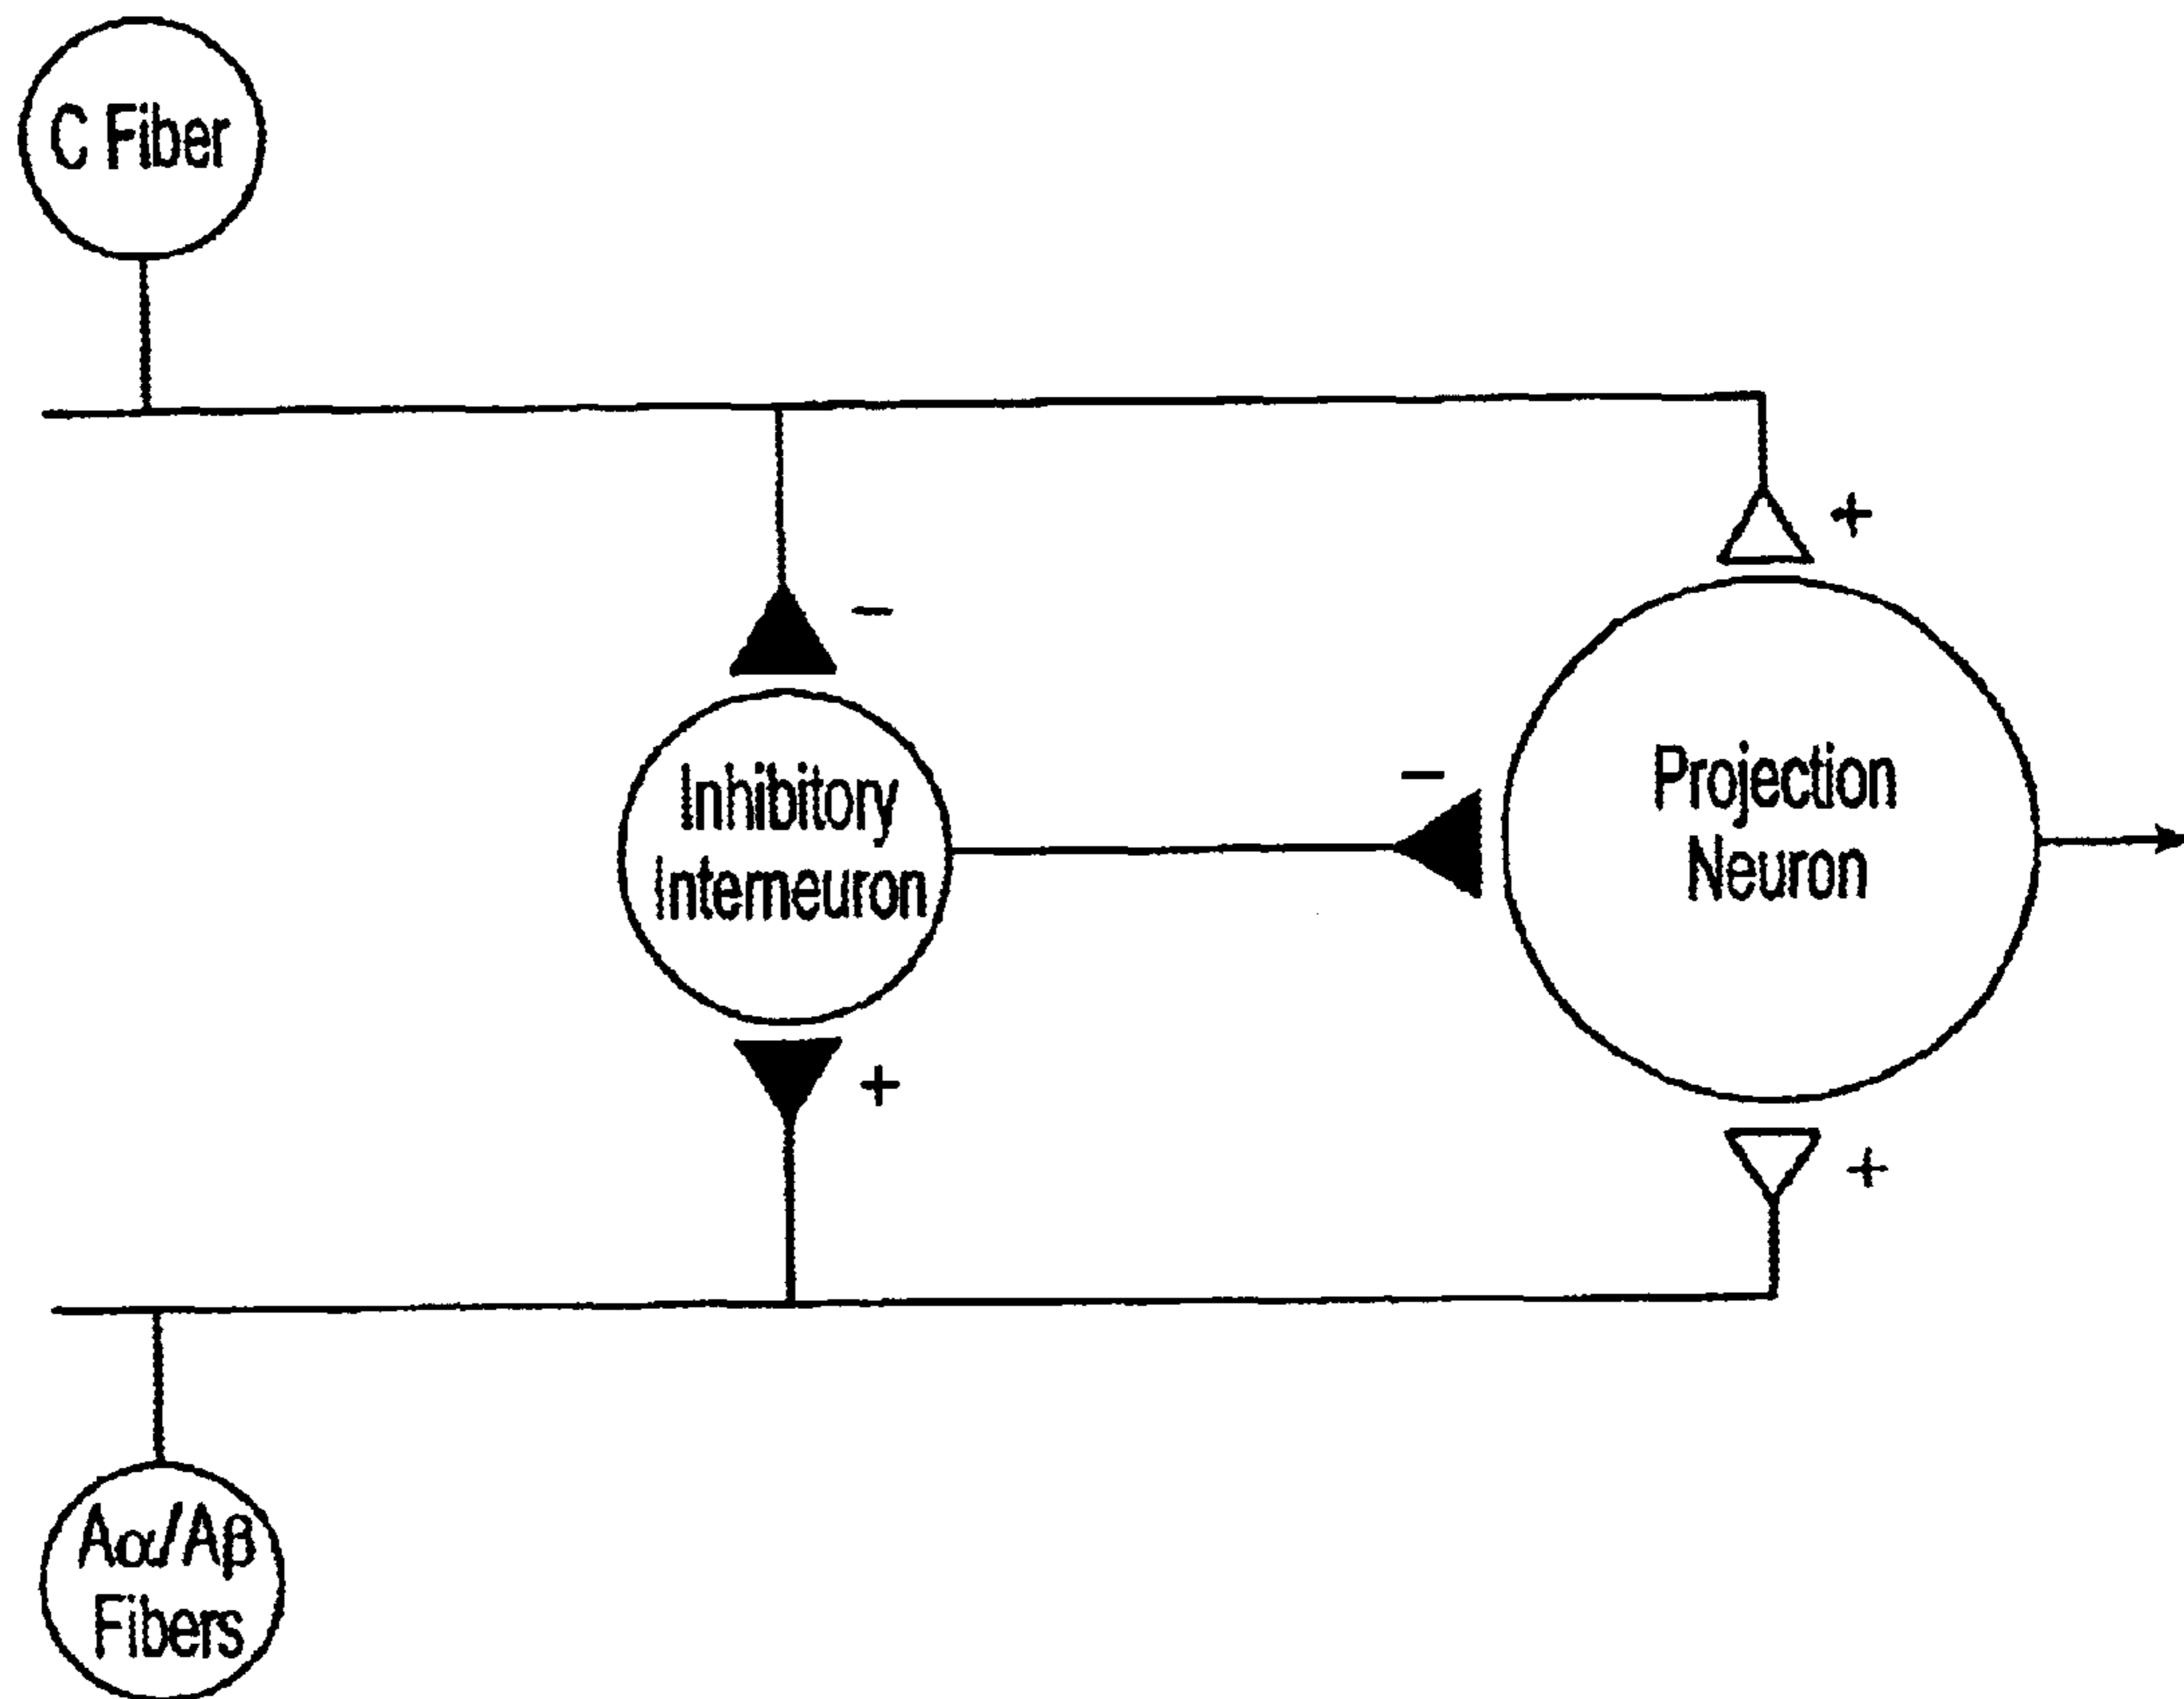 C Fiber
+
−
Inhibitory
Interneuron
−
Projection
Neuron
+
+
Aα/Aβ
Fibers